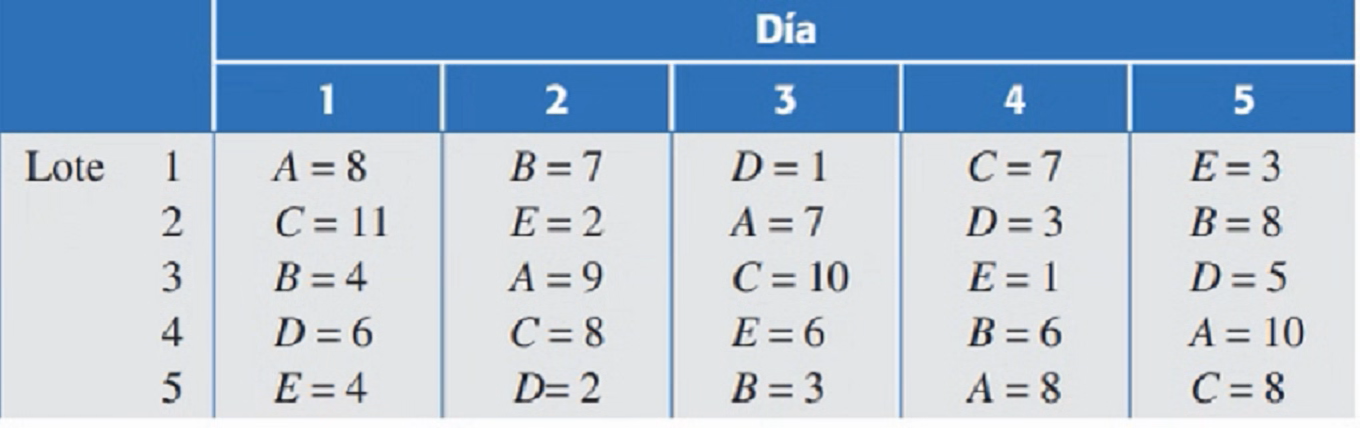 Día
1 2 3 4 5
Lote 1 A = 8 B = 7 D = 1 C = 7 E = 3
2 C = 11 E = 2 A = 7 D = 3 B = 8
3 B = 4 A = 9 C = 10 E = 1 D = 5
4 D = 6 C = 8 E = 6 B = 6 A = 10
5 E = 4 D= 2 B = 3 A = 8 C = 8